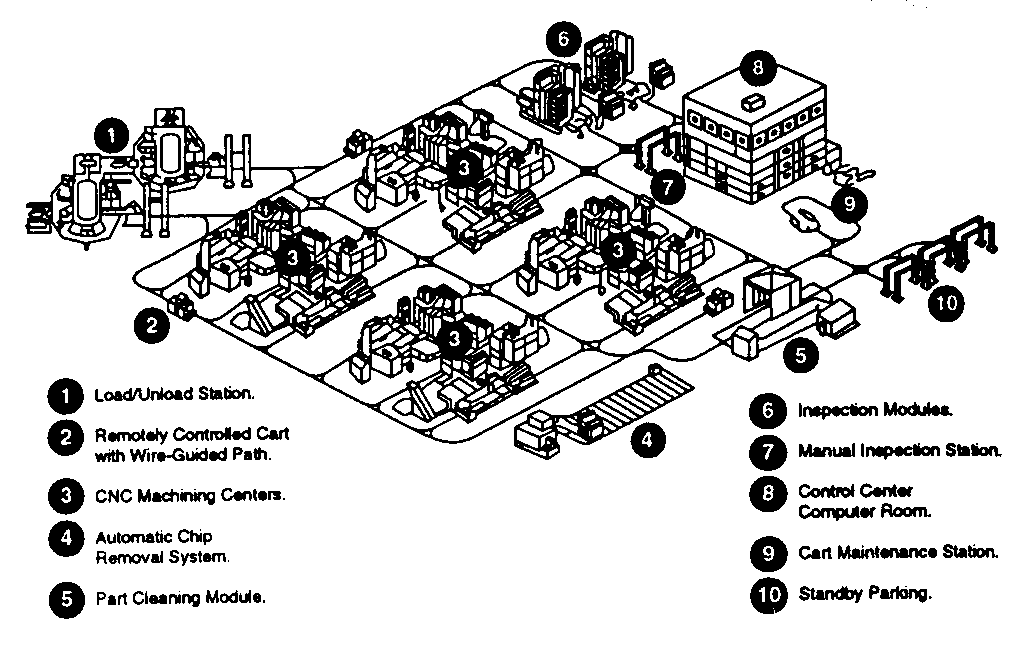 6
8
1
3
7
9
3
3
10
2
3
5
4
1 Load/Unload Station.
2 Remotely Controlled Cart
with Wire-Guided Path.
3 CNC Machining Centers.
4 Automatic Chip
Removal System.
5 Part Cleaning Module.
6 Inspection Modules.
7 Manual Inspection Station.
8 Control Center
Computer Room.
9 Cart Maintenance Station.
10 Standby Parking.